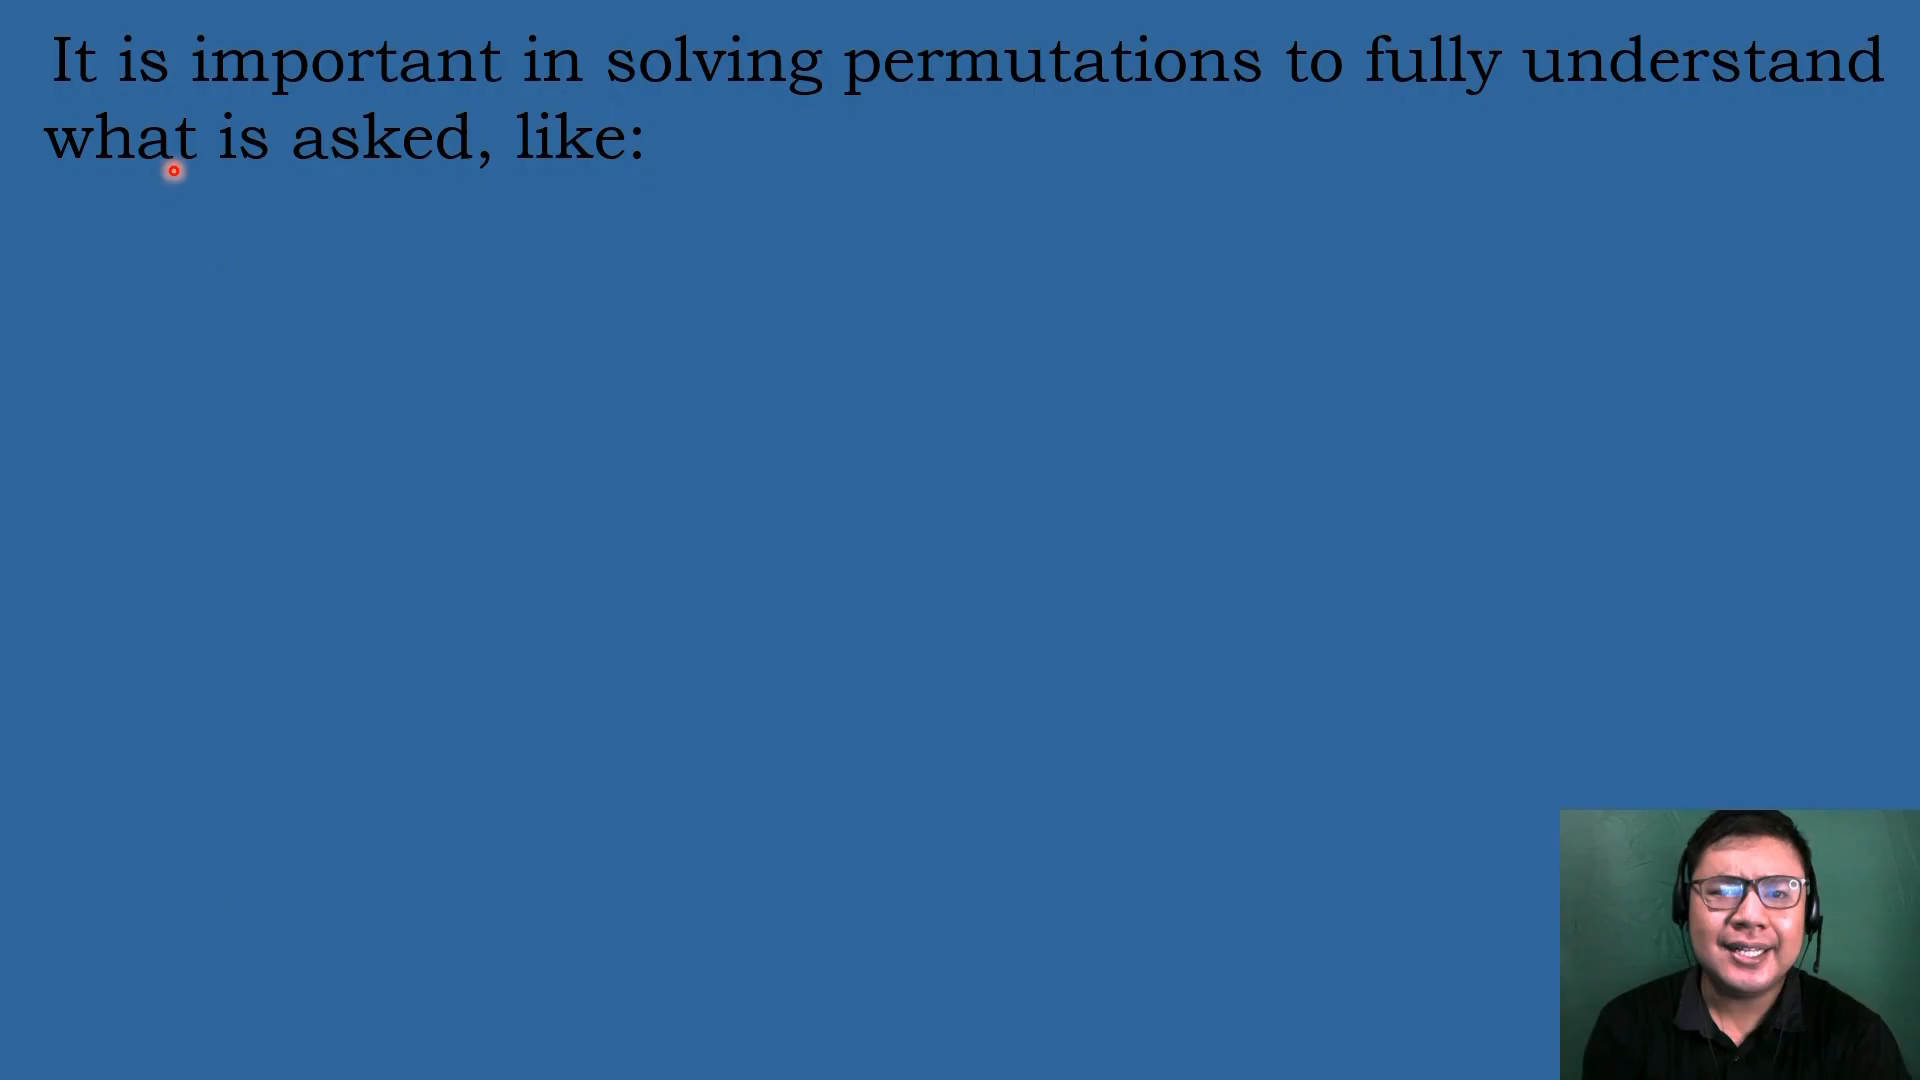 It is important in solving permutations to fully understand
what is asked, like: